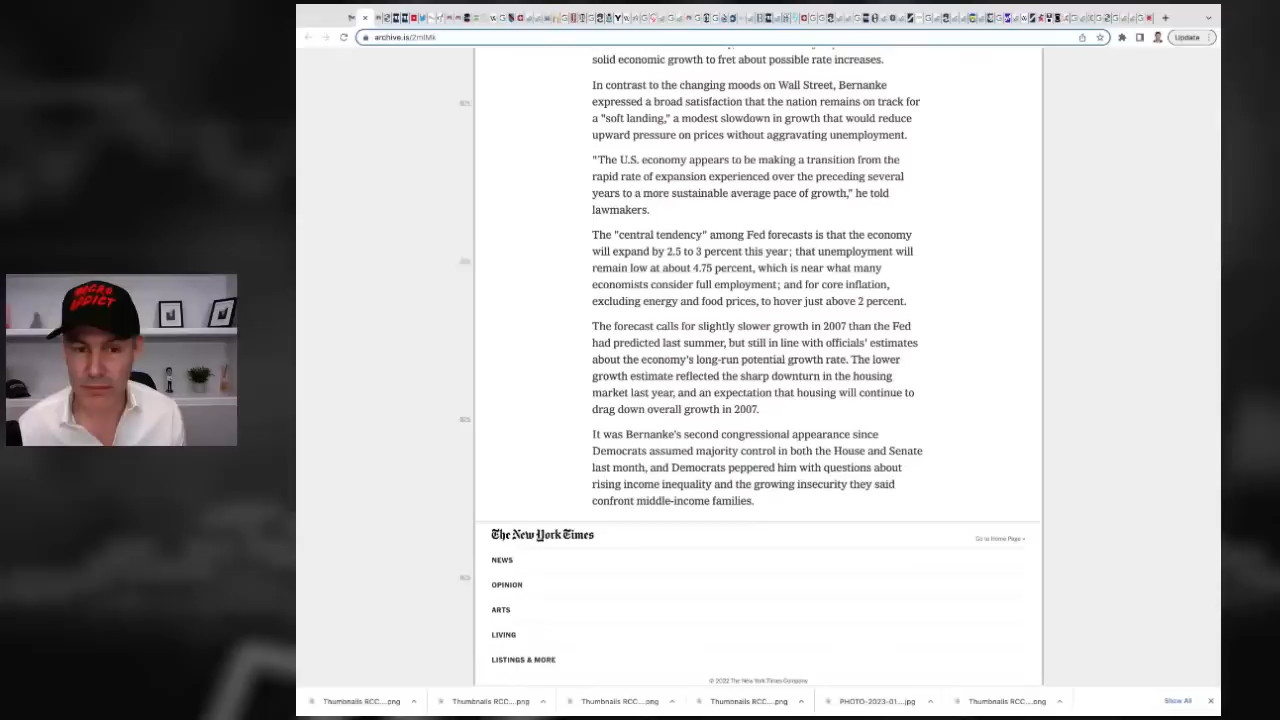 archive.is/2mIMk
Update
solid economic growth to fret about possible rate increases.
In contrast to the changing moods on Wall Street, Bernanke
expressed a broad satisfaction that the nation remains on track for
a "soft landing," a modest slowdown in growth that would reduce
upward pressure on prices without aggravating unemployment.
"The U.S. economy appears to be making a transition from the
rapid rate of expansion experienced over the preceding several
years to a more sustainable average pace of growth," he told
lawmakers.
The "central tendency" among Fed forecasts is that the economy
will expand by 2.5 to 3 percent this year; that unemployment will
remain low at about 4.75 percent, which is near what many
economists consider full employment; and for core inflation,
excluding energy and food prices, to hover just above 2 percent.
The forecast calls for slightly slower growth in 2007 than the Fed
had predicted last summer, but still in line with officials' estimates
about the economy's long-run potential growth rate. The lower
growth estimate reflected the sharp downturn in the housing
market last year, and an expectation that housing will continue to
drag down overall growth in 2007.
It was Bernanke's second congressional appearance since
Democrats assumed majority control in both the House and Senate
last month, and Democrats peppered him with questions about
rising income inequality and the growing insecurity they said
confront middle-income families.
The New York Times
Go to Home Page »
NEWS
OPINION
ARTS
LIVING
LISTINGS & MORE
© 2022 The New York Times Company
Thumbnails RCC....png
Thumbnails RCC....png
Thumbnails RCC....png
Thumbnails RCC....png
PHOTO-2023-01....jpg
Thumbnails RCC....png
Show All